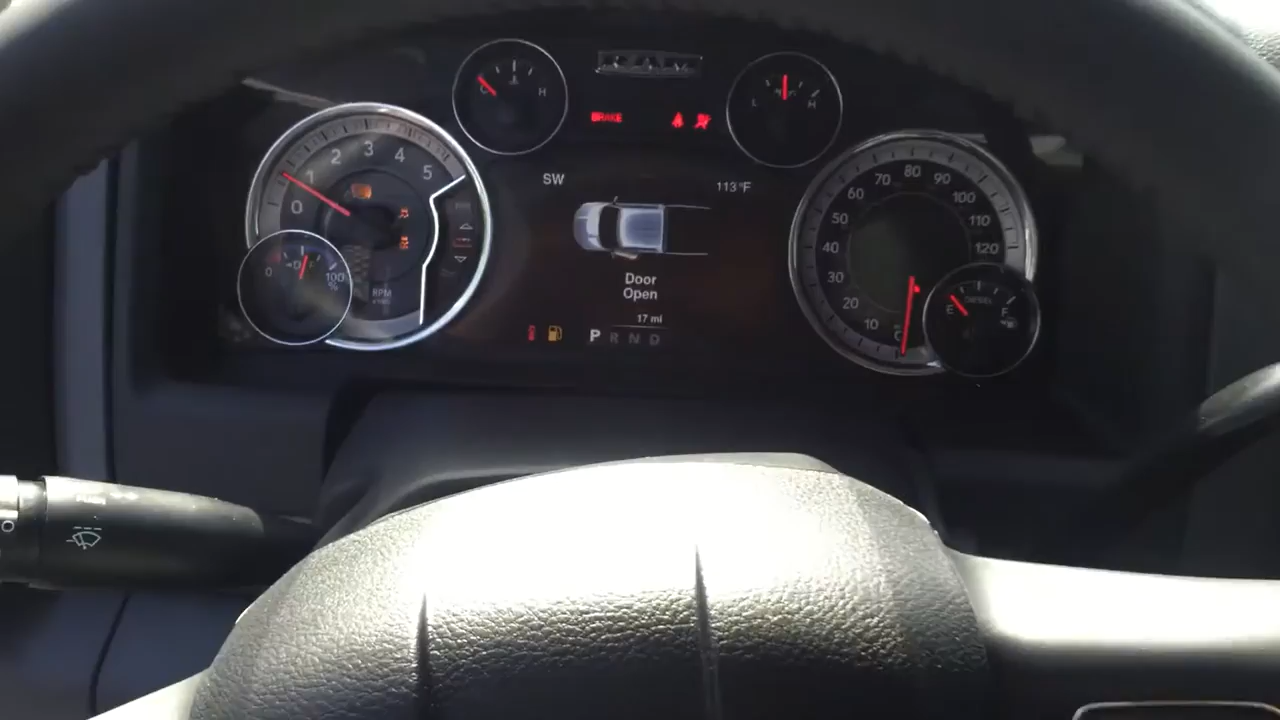 RAM
C H
BRAKE
L H
0 1 2 3 4 5
RPM
0 100
%
SW
113°F
Door
Open
17 mi
P R N D
10 20 30 40 50 60 70 80 90 100 110 120
E DIESEL F